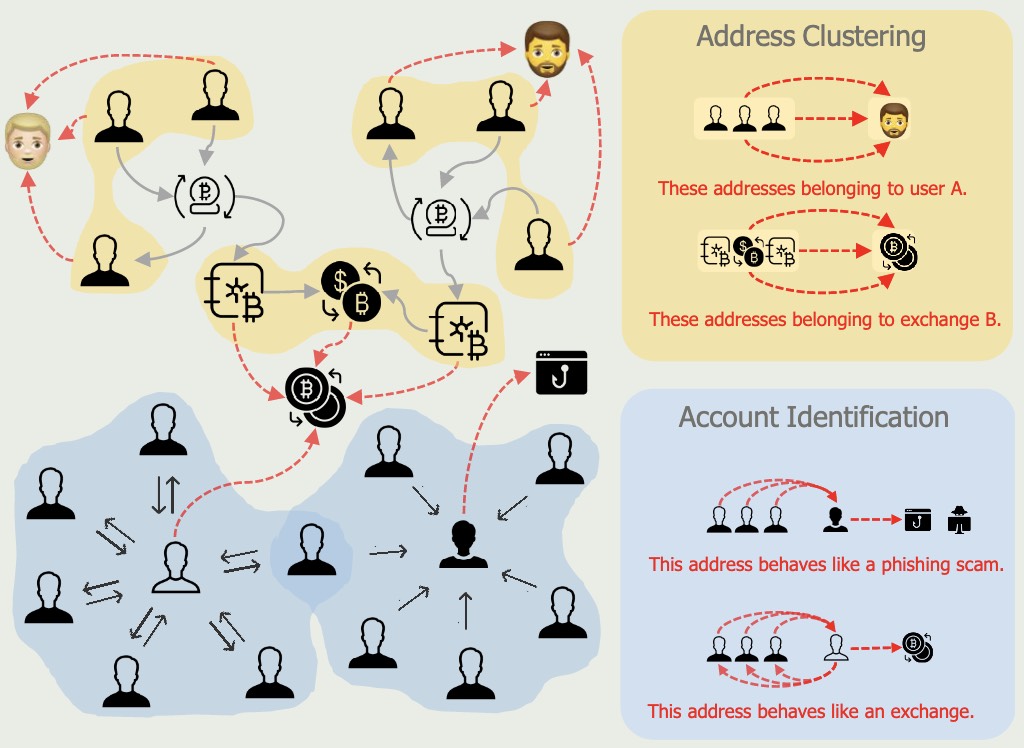 Address Clustering
These addresses belonging to user A.
These addresses belonging to exchange B.
Account Identification
This address behaves like a phishing scam.
This address behaves like an exchange.